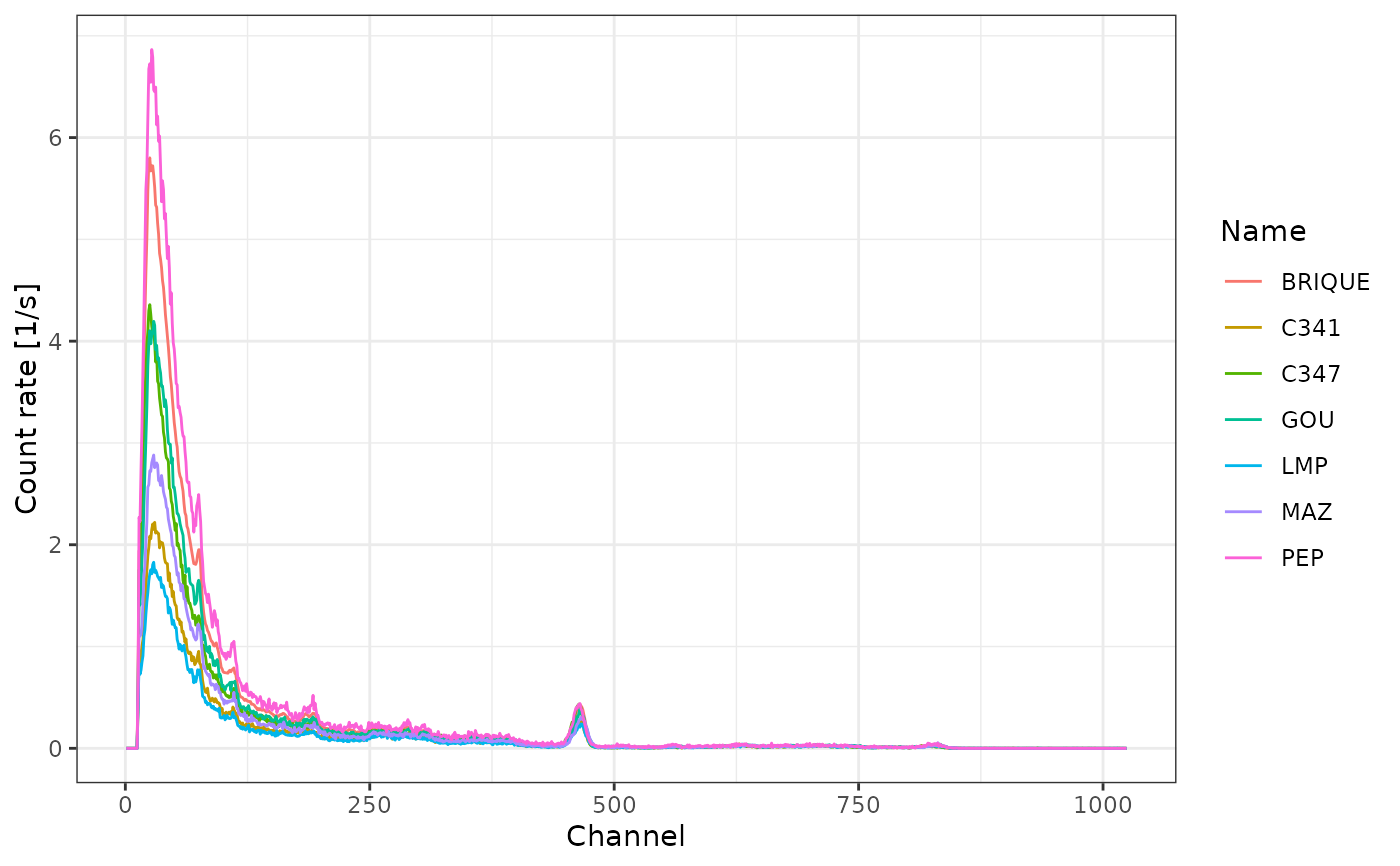 Count rate [1/s]
6
4
2
0
0
250
500
750
1000
Channel
Name
BRIQUE
C341
C347
GOU
LMP
MAZ
PEP